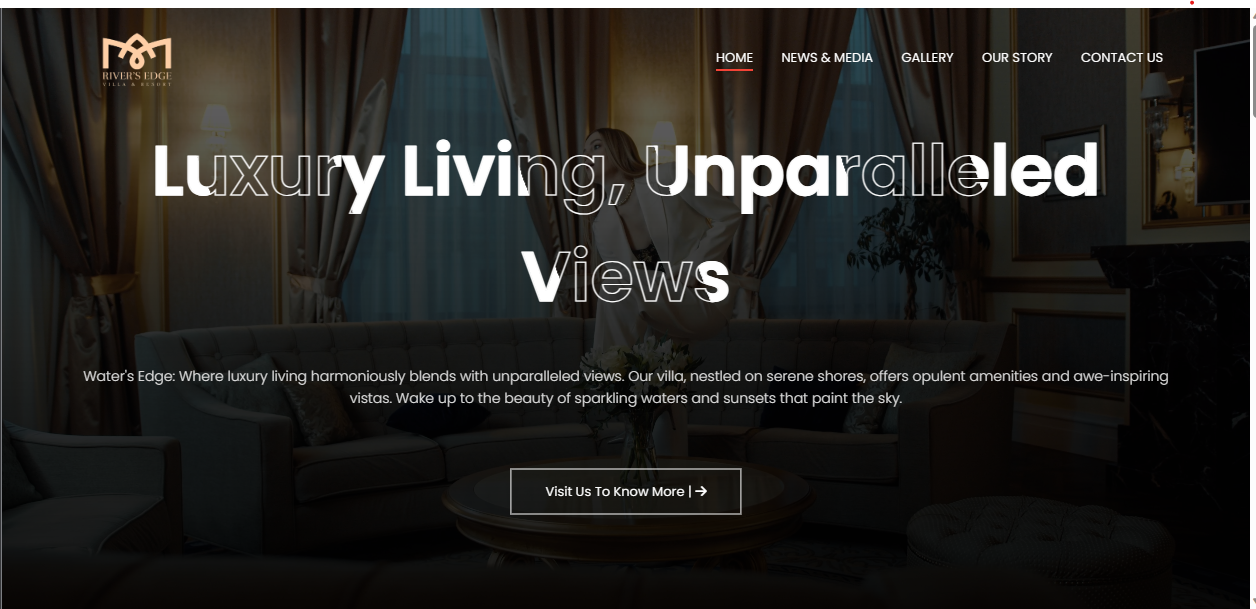 RIVER'S EDGE
VILLA & RESORT
HOME NEWS & MEDIA GALLERY OUR STORY CONTACT US
Luxury Living, Unparalleled
Views
Water's Edge: Where luxury living harmoniously blends with unparalleled views. Our villa, nestled on serene shores, offers opulent amenities and awe-inspiring
vistas. Wake up to the beauty of sparkling waters and sunsets that paint the sky.
Visit Us To Know More | →